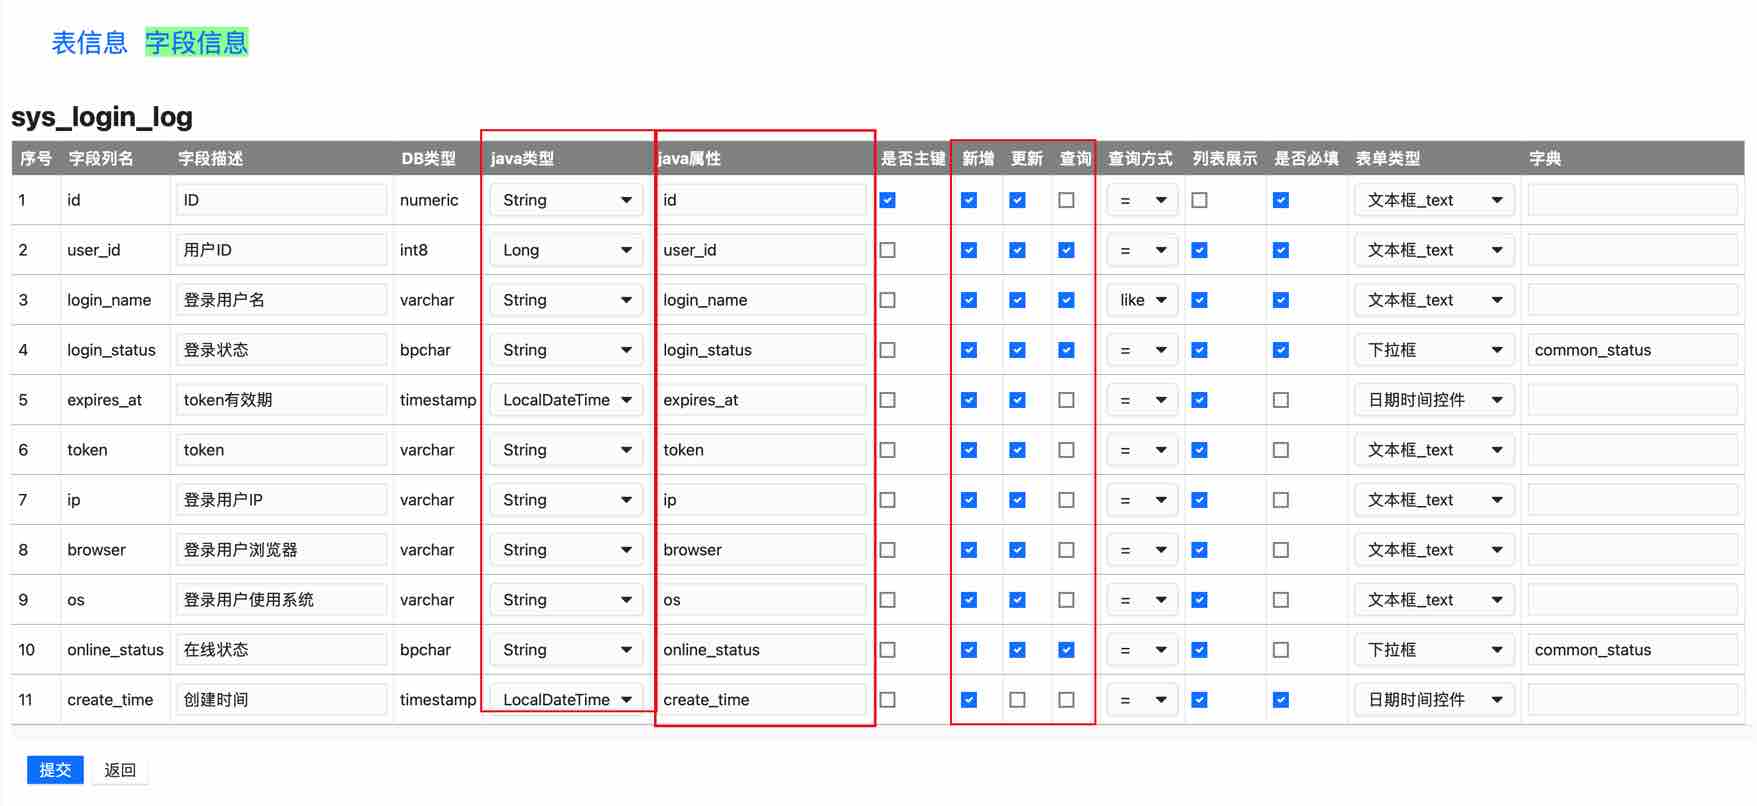 表信息 字段信息
sys_login_log
序号 字段列名 字段描述 DB类型 java类型 java属性 是否主键 新增 更新 查询 查询方式 列表展示 是否必填 表单类型 字典
1 id ID numeric String id = 文本框_text
2 user_id 用户ID int8 Long user_id = 文本框_text
3 login_name 登录用户名 varchar String login_name like 文本框_text
4 login_status 登录状态 bpchar String login_status = 下拉框 common_status
5 expires_at token有效期 timestamp LocalDateTime expires_at = 日期时间控件
6 token token varchar String token = 文本框_text
7 ip 登录用户IP varchar String ip = 文本框_text
8 browser 登录用户浏览器 varchar String browser = 文本框_text
9 os 登录用户使用系统 varchar String os = 文本框_text
10 online_status 在线状态 bpchar String online_status = 下拉框 common_status
11 create_time 创建时间 timestamp LocalDateTime create_time = 日期时间控件
提交 返回